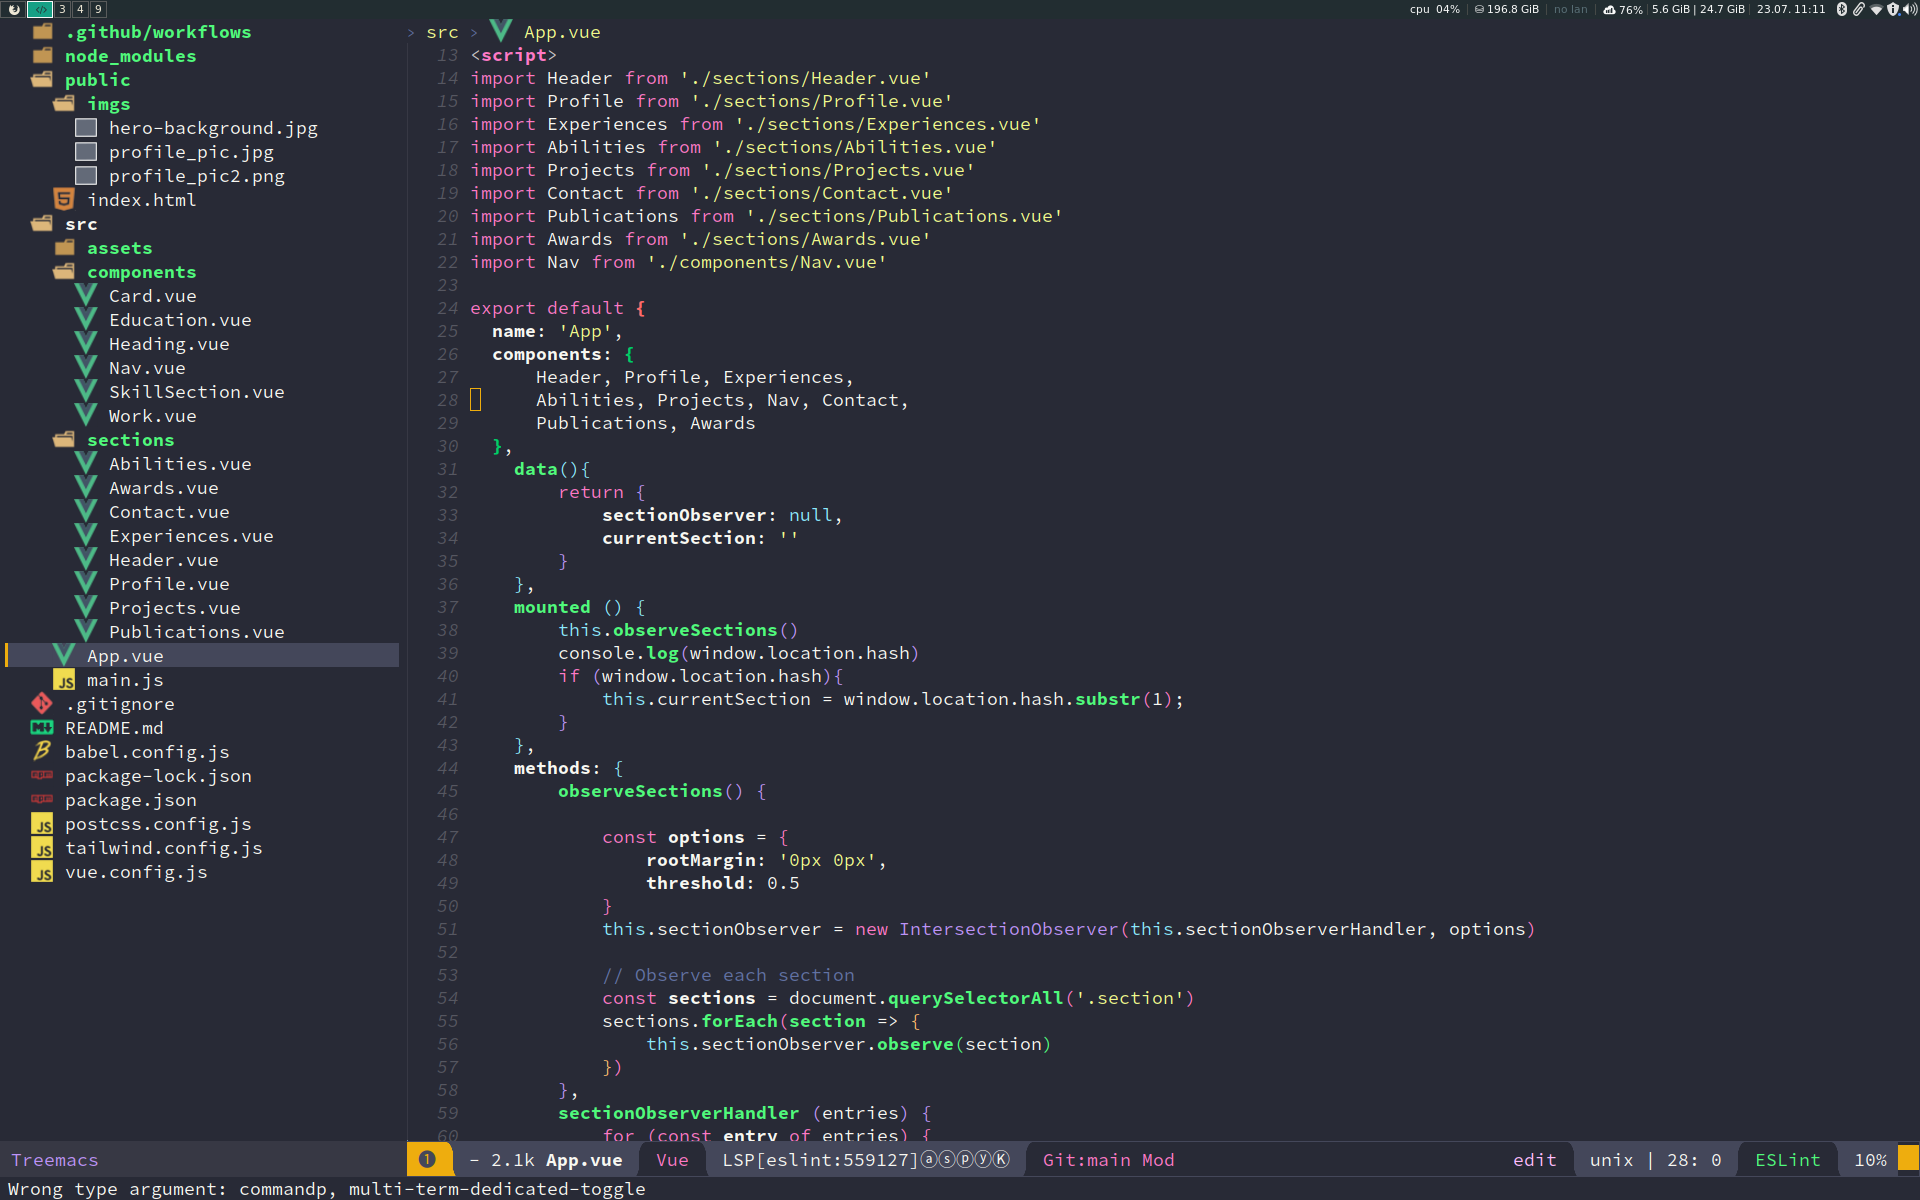 3 4 9
cpu 04% | 196.8 GiB | no lan | 76% | 5.6 GiB | 24.7 GiB | 23.07. 11:11
.github/workflows
node_modules
public
imgs
hero-background.jpg
profile_pic.jpg
profile_pic2.png
index.html
src
assets
components
Card.vue
Education.vue
Heading.vue
Nav.vue
SkillSection.vue
Work.vue
sections
Abilities.vue
Awards.vue
Contact.vue
Experiences.vue
Header.vue
Profile.vue
Projects.vue
Publications.vue
App.vue
JS main.js
.gitignore
README.md
babel.config.js
package-lock.json
package.json
JS postcss.config.js
JS tailwind.config.js
JS vue.config.js
Treemacs
› src › App.vue
13 <script>
14 import Header from './sections/Header.vue'
15 import Profile from './sections/Profile.vue'
16 import Experiences from './sections/Experiences.vue'
17 import Abilities from './sections/Abilities.vue'
18 import Projects from './sections/Projects.vue'
19 import Contact from './sections/Contact.vue'
20 import Publications from './sections/Publications.vue'
21 import Awards from './sections/Awards.vue'
22 import Nav from './components/Nav.vue'
23
24 export default {
25   name: 'App',
26   components: {
27       Header, Profile, Experiences,
28       Abilities, Projects, Nav, Contact,
29       Publications, Awards
30   },
31     data(){
32         return {
33             sectionObserver: null,
34             currentSection: ''
35         }
36     },
37     mounted () {
38         this.observeSections()
39         console.log(window.location.hash)
40         if (window.location.hash){
41             this.currentSection = window.location.hash.substr(1);
42         }
43     },
44     methods: {
45         observeSections() {
46
47             const options = {
48                 rootMargin: '0px 0px',
49                 threshold: 0.5
50             }
51             this.sectionObserver = new IntersectionObserver(this.sectionObserverHandler, options)
52
53             // Observe each section
54             const sections = document.querySelectorAll('.section')
55             sections.forEach(section => {
56                 this.sectionObserver.observe(section)
57             })
58         },
59         sectionObserverHandler (entries) {
60             for (const entry of entries) {
❶ - 2.1k App.vue Vue LSP[eslint:559127]ⓐⓢⓟⓨⓀ Git:main Mod edit unix | 28: 0 ESLint 10%
Wrong type argument: commandp, multi-term-dedicated-toggle